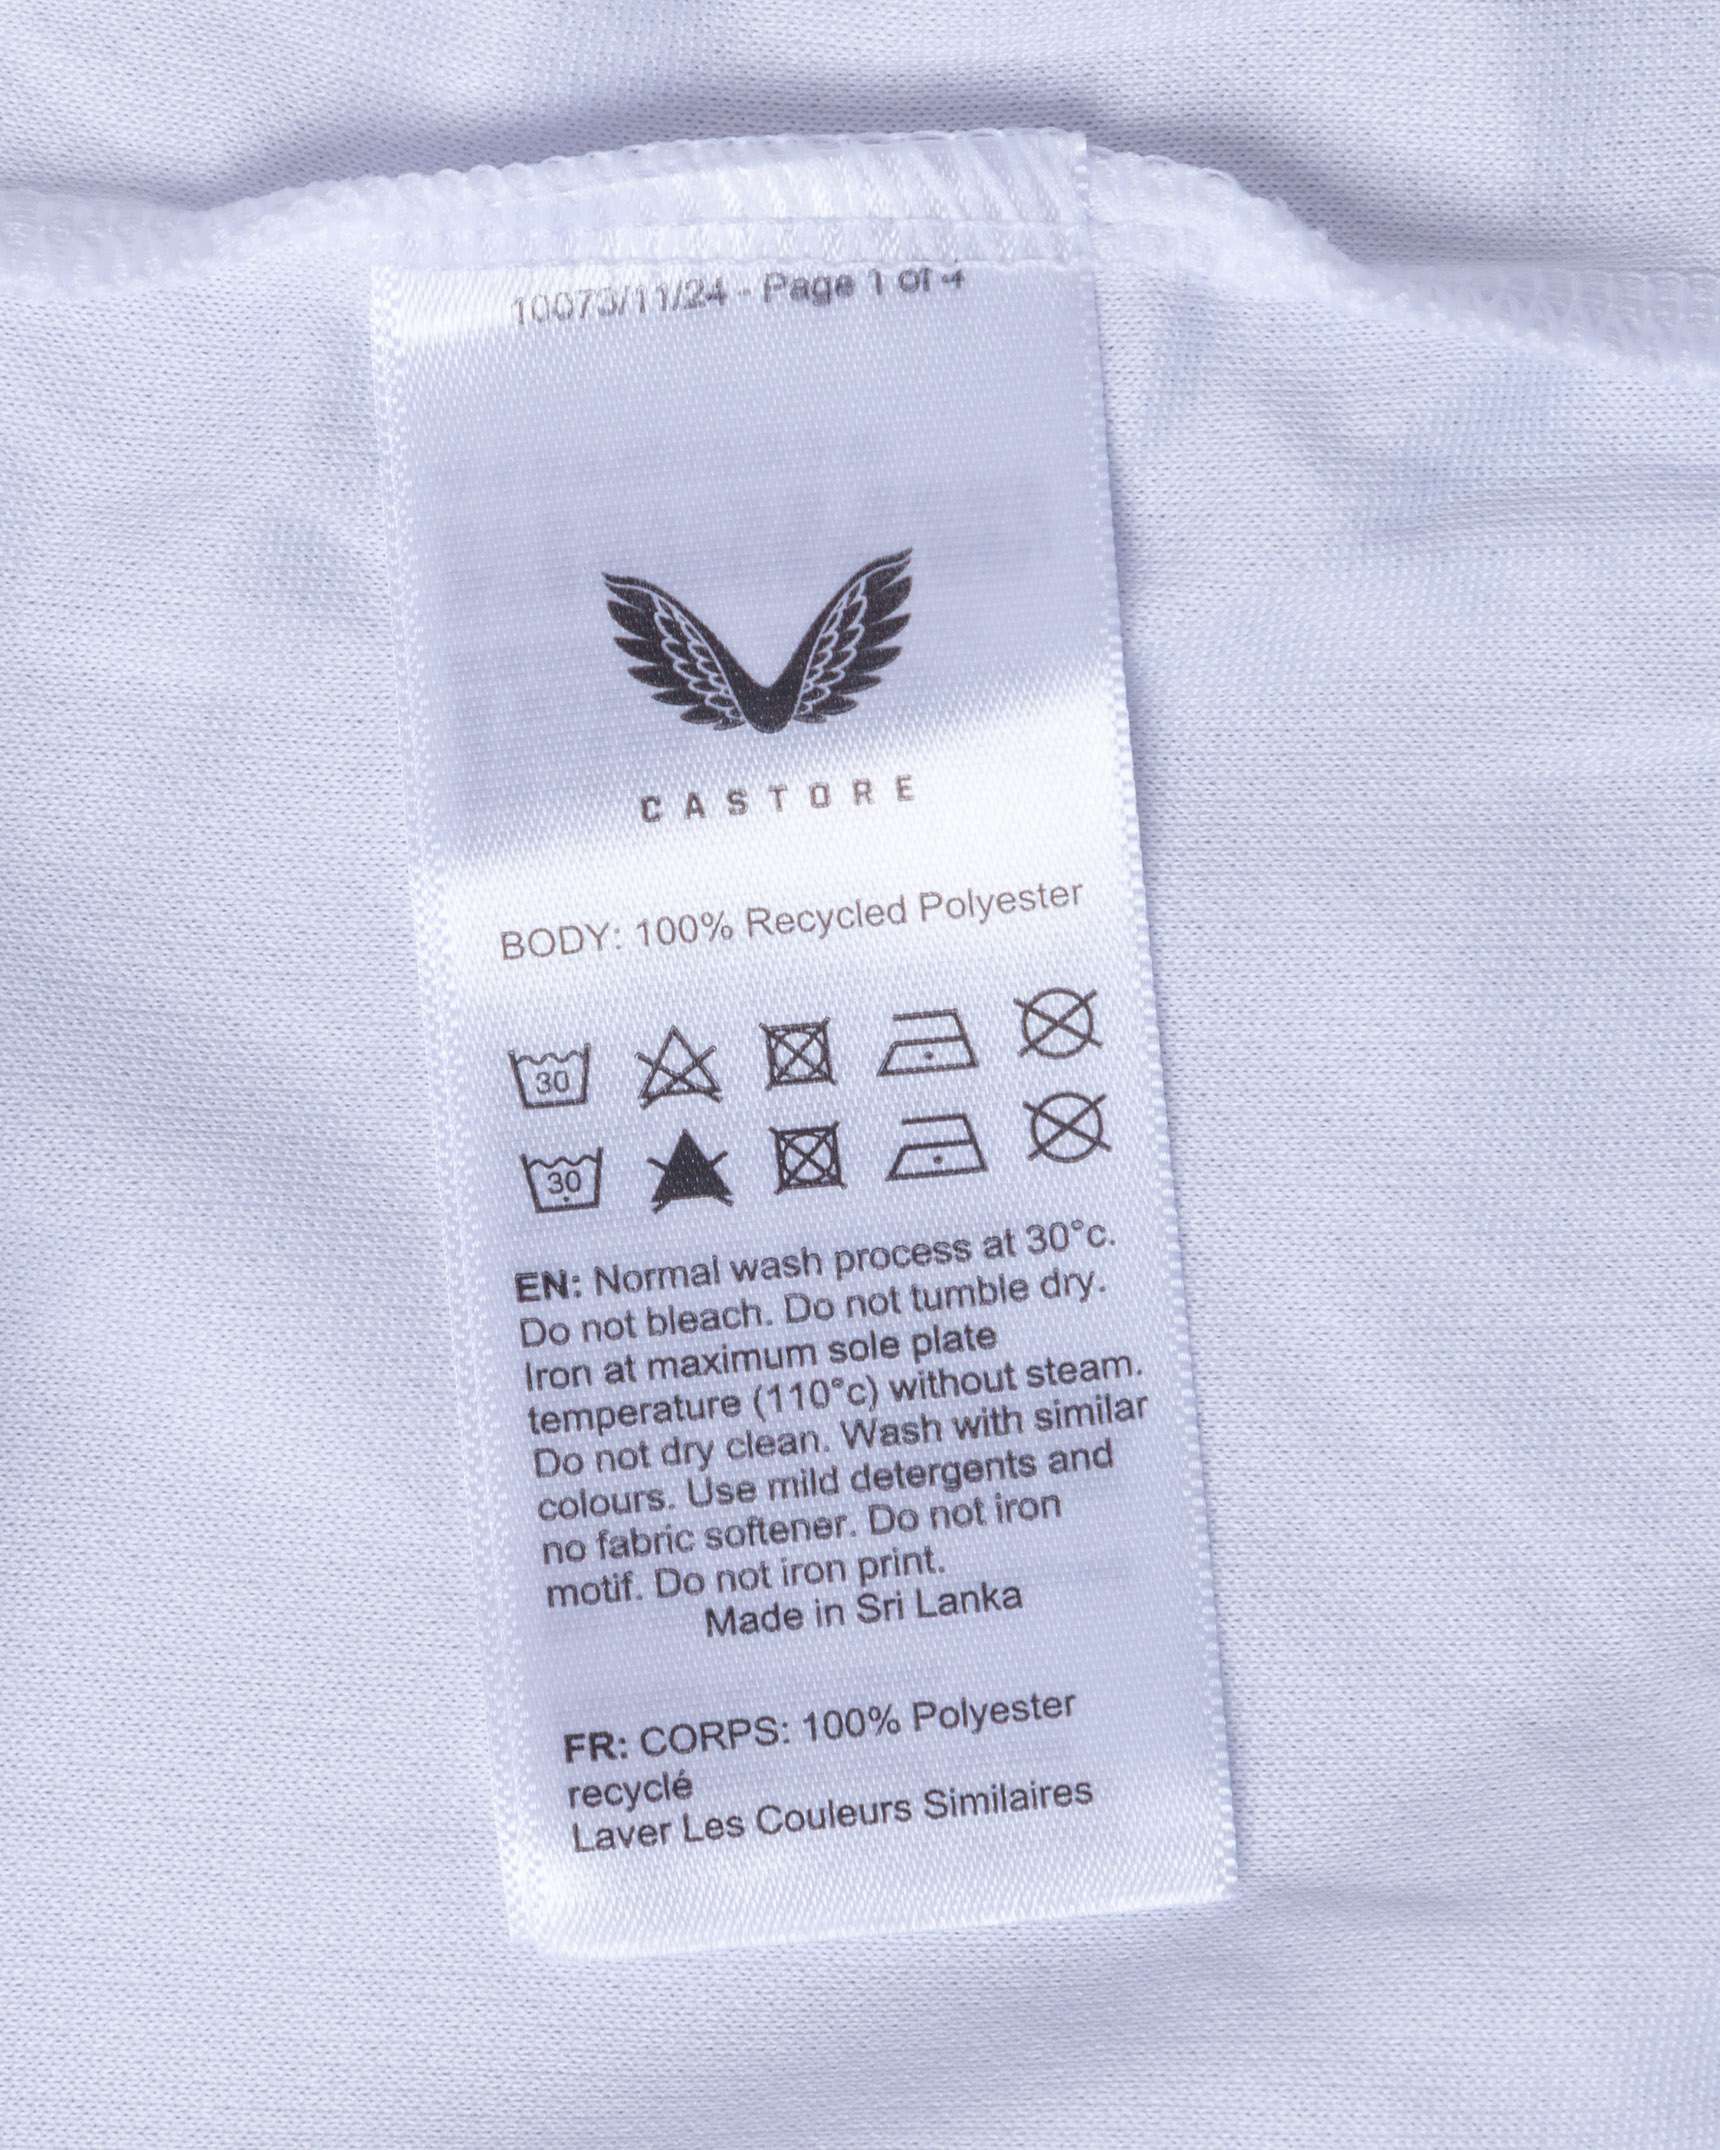 10073/11/24 - Page 1 of 4
CASTORE
BODY: 100% Recycled Polyester
30
30
EN: Normal wash process at 30°c.
Do not bleach. Do not tumble dry.
Iron at maximum sole plate
temperature (110°c) without steam.
Do not dry clean. Wash with similar
colours. Use mild detergents and
no fabric softener. Do not iron
motif. Do not iron print.
Made in Sri Lanka
FR: CORPS: 100% Polyester
recyclé
Laver Les Couleurs Similaires